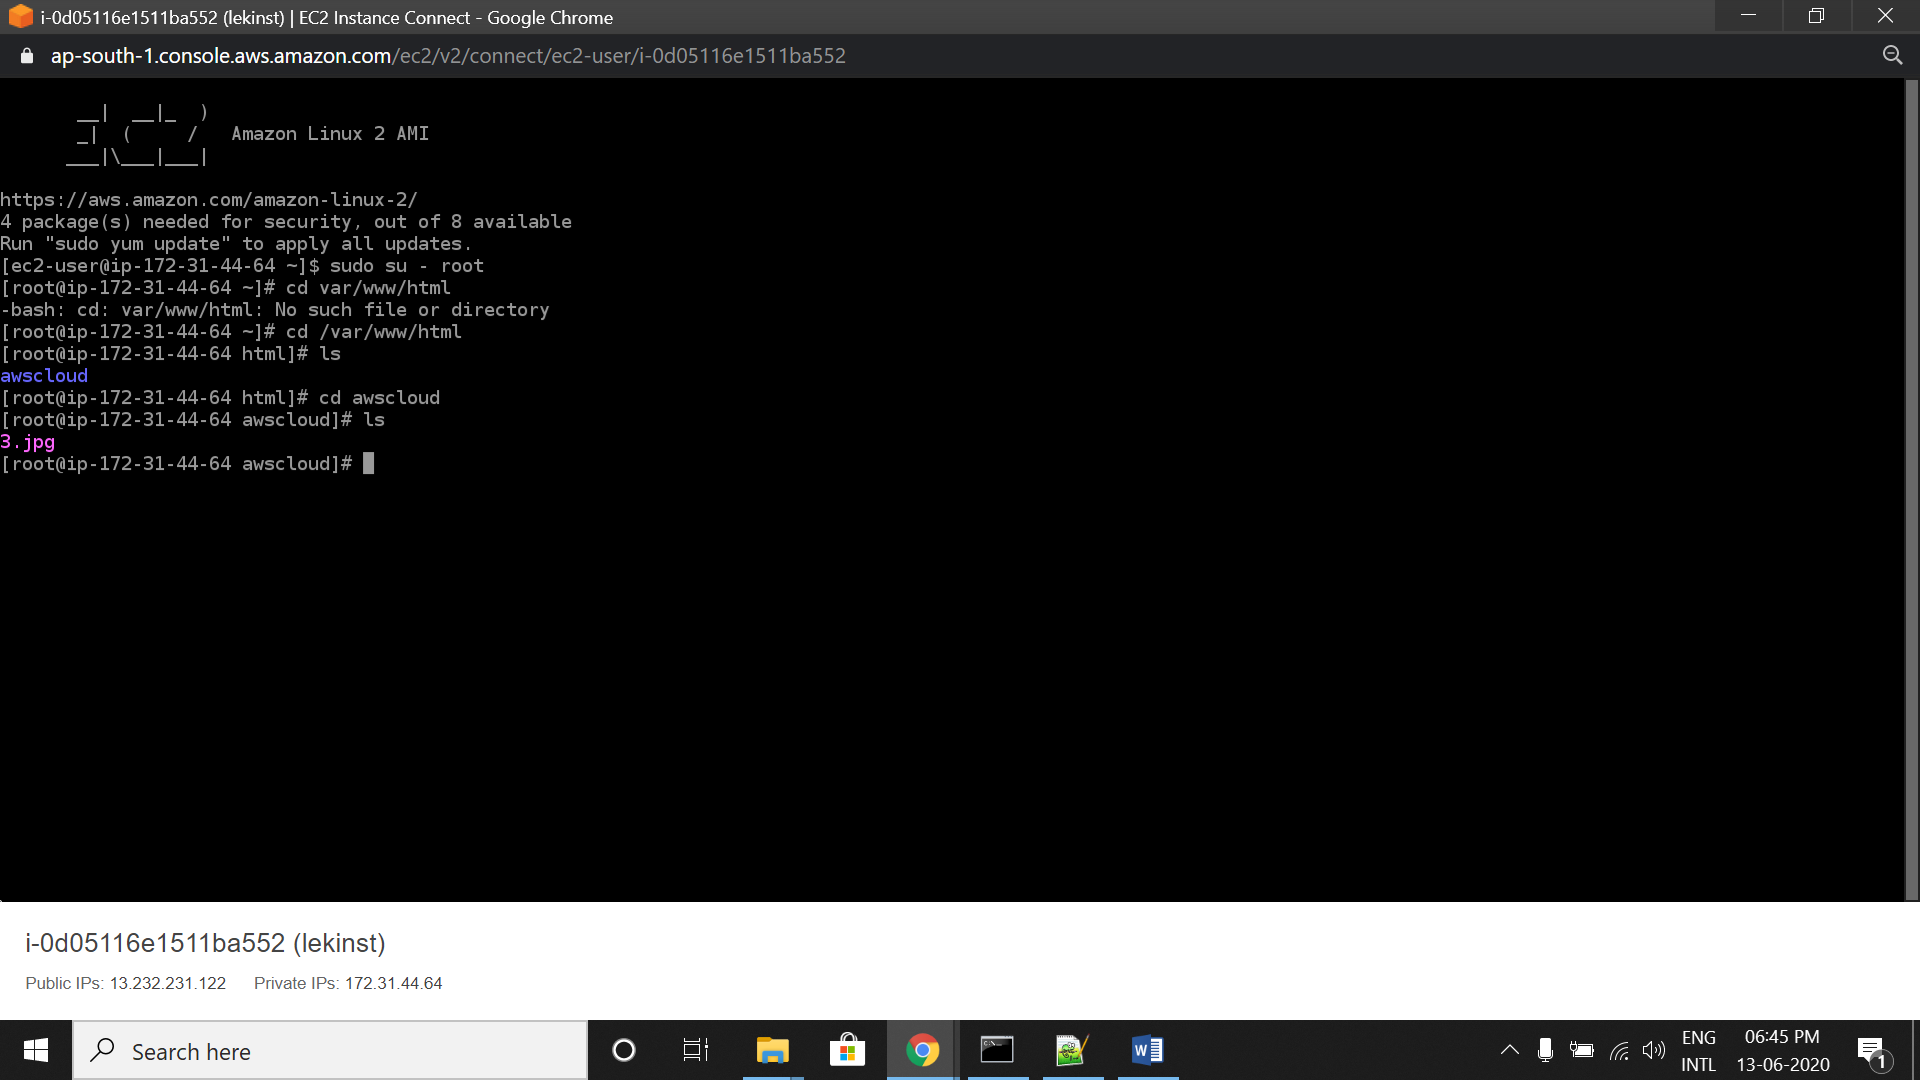 i-0d05116e1511ba552 (lekinst) | EC2 Instance Connect - Google Chrome
ap-south-1.console.aws.amazon.com/ec2/v2/connect/ec2-user/i-0d05116e1511ba552
       __|  __|_  )
       _|  (     /   Amazon Linux 2 AMI
      ___|\___|___|
https://aws.amazon.com/amazon-linux-2/
4 package(s) needed for security, out of 8 available
Run "sudo yum update" to apply all updates.
[ec2-user@ip-172-31-44-64 ~]$ sudo su - root
[root@ip-172-31-44-64 ~]# cd var/www/html
-bash: cd: var/www/html: No such file or directory
[root@ip-172-31-44-64 ~]# cd /var/www/html
[root@ip-172-31-44-64 html]# ls
awscloud
[root@ip-172-31-44-64 html]# cd awscloud
[root@ip-172-31-44-64 awscloud]# ls
3.jpg
[root@ip-172-31-44-64 awscloud]#
i-0d05116e1511ba552 (lekinst)
Public IPs: 13.232.231.122 Private IPs: 172.31.44.64
Search here
ENG 06:45 PM
INTL 13-06-2020
1